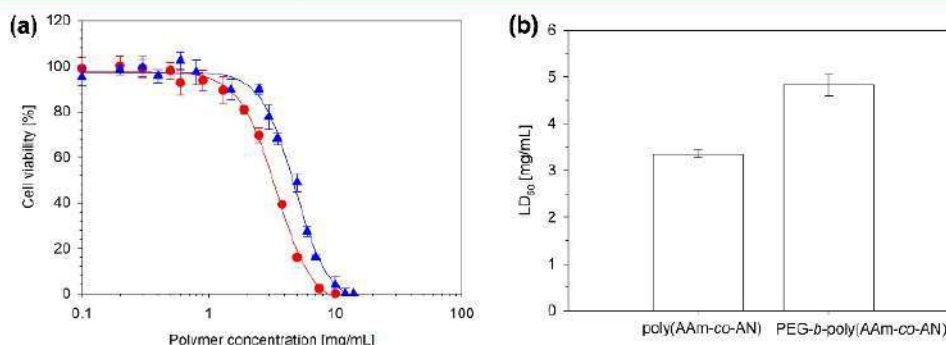 (a)
120
100
80
60
40
20
0
Cell viability [%]
0.1 1 10 100
Polymer concentration [mg/mL]
(b)
6
5
4
3
2
1
0
LD50 [mg/mL]
poly(AAm-co-AN) PEG-b-poly(AAm-co-AN)